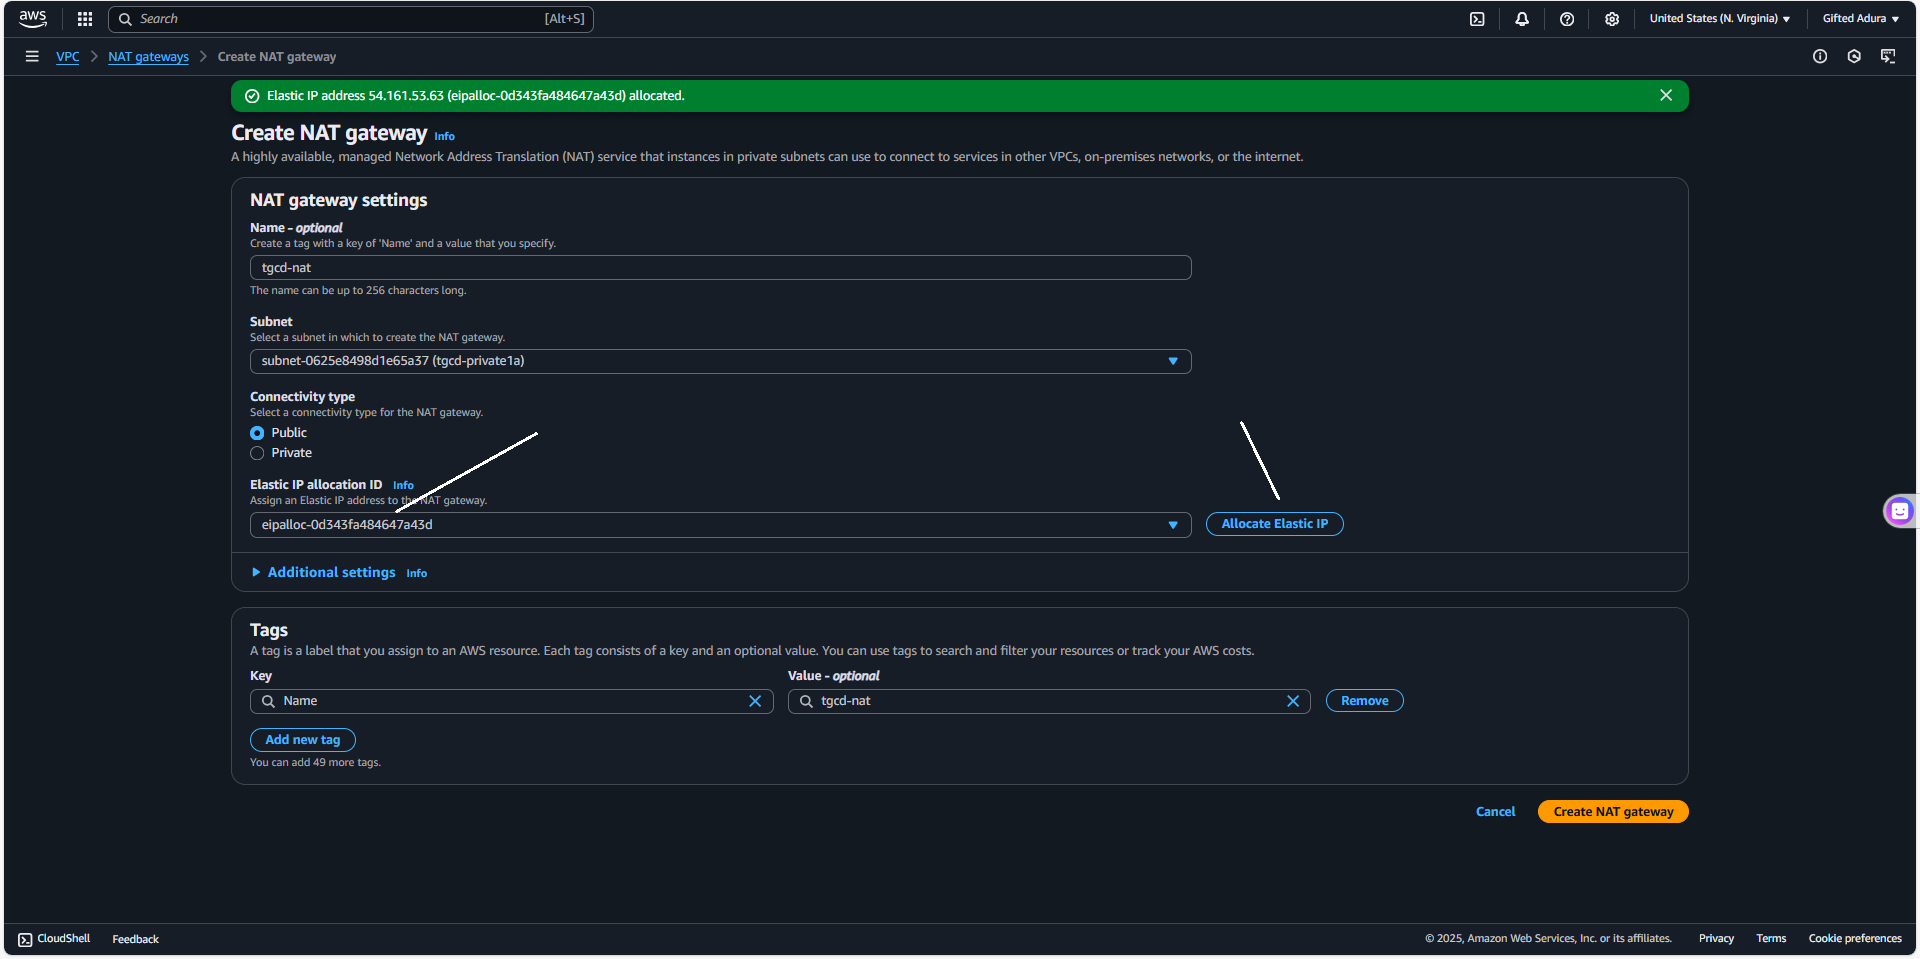 aws
Search [Alt+S]
United States (N. Virginia)
Gifted Adura
VPC
NAT gateways
Create NAT gateway
Elastic IP address 54.161.53.63 (eipalloc-0d343fa484647a43d) allocated.
Create NAT gateway Info
A highly available, managed Network Address Translation (NAT) service that instances in private subnets can use to connect to services in other VPCs, on-premises networks, or the internet.
NAT gateway settings
Name - optional
Create a tag with a key of 'Name' and a value that you specify.
tgcd-nat
The name can be up to 256 characters long.
Subnet
Select a subnet in which to create the NAT gateway.
subnet-0625e8498d1e65a37 (tgcd-private1a)
Connectivity type
Select a connectivity type for the NAT gateway.
Public
Private
Elastic IP allocation ID Info
Assign an Elastic IP address to the NAT gateway.
eipalloc-0d343fa484647a43d
Allocate Elastic IP
Additional settings Info
Tags
A tag is a label that you assign to an AWS resource. Each tag consists of a key and an optional value. You can use tags to search and filter your resources or track your AWS costs.
Key
Value - optional
Name
tgcd-nat
Remove
Add new tag
You can add 49 more tags.
Cancel
Create NAT gateway
CloudShell
Feedback
© 2025, Amazon Web Services, Inc. or its affiliates.
Privacy
Terms
Cookie preferences